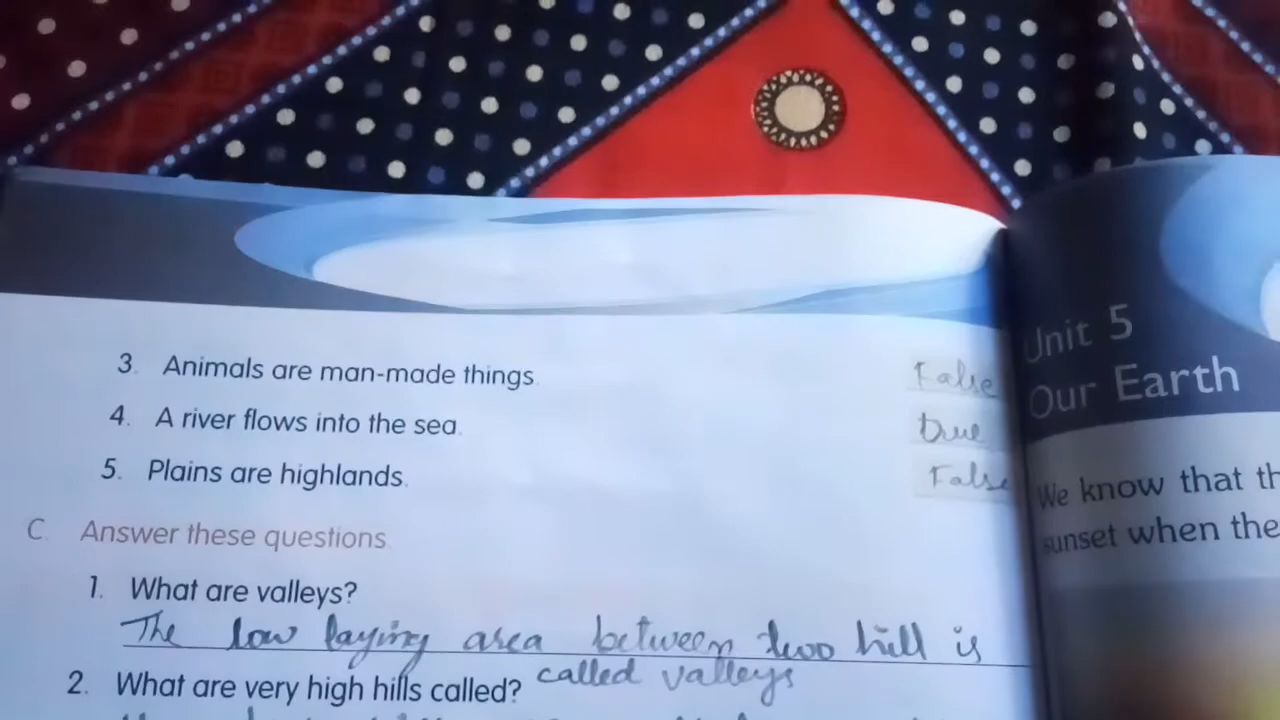 3. Animals are man-made things. False
4. A river flows into the sea. true
5. Plains are highlands. False
C. Answer these questions.
1. What are valleys?
The low laying area between two hill is
called valleys
2. What are very high hills called?
Unit 5
Our Earth
We know that th
sunset when the